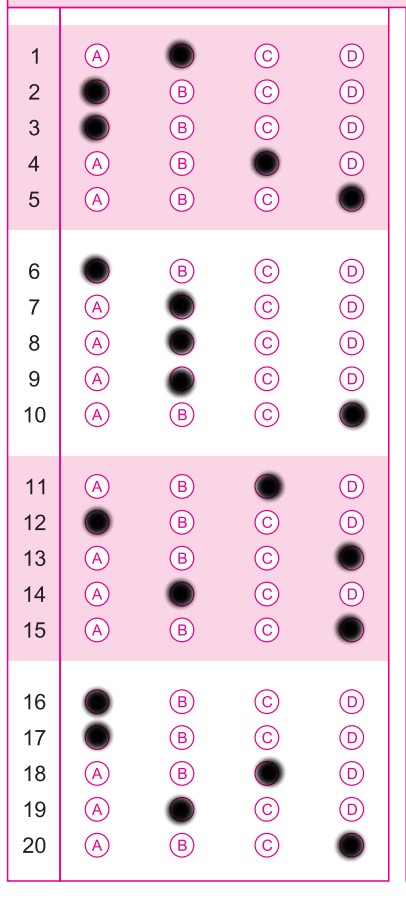 1 A C D
2 B C D
3 B C D
4 A B D
5 A B C
6 B C D
7 A C D
8 A C D
9 A C D
10 A B C
11 A B D
12 B C D
13 A B C
14 A C D
15 A B C
16 B C D
17 B C D
18 A B D
19 A C D
20 A B C